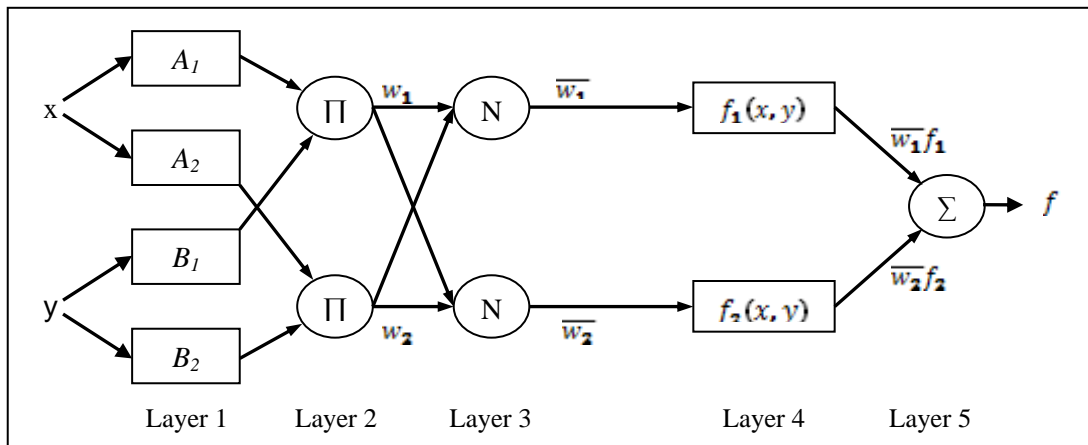 A₁
x
∏
w₁
N
w̅₁
f₁(x, y)
w̅₁f₁
A₂
∑
f
B₁
y
∏
w₂
N
w̅₂
f₂(x, y)
w̅₂f₂
B₂
Layer 1
Layer 2
Layer 3
Layer 4
Layer 5